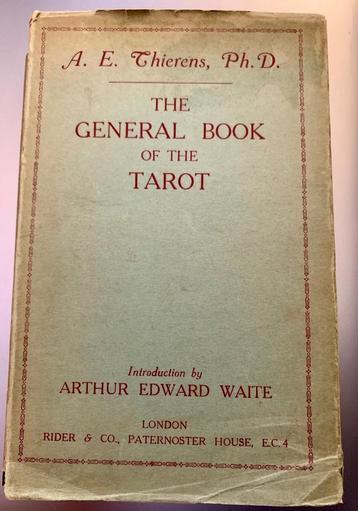 A. E. Thierens, Ph.D.
THE
GENERAL BOOK
OF THE
TAROT
Introduction by
ARTHUR EDWARD WAITE
LONDON
RIDER & CO., PATERNOSTER HOUSE, E.C. 4